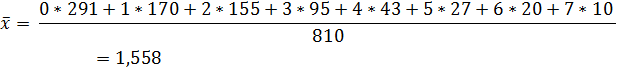 x̄ = 0 * 291 + 1 * 170 + 2 * 155 + 3 * 95 + 4 * 43 + 5 * 27 + 6 * 20 + 7 * 10 / 810
= 1,558